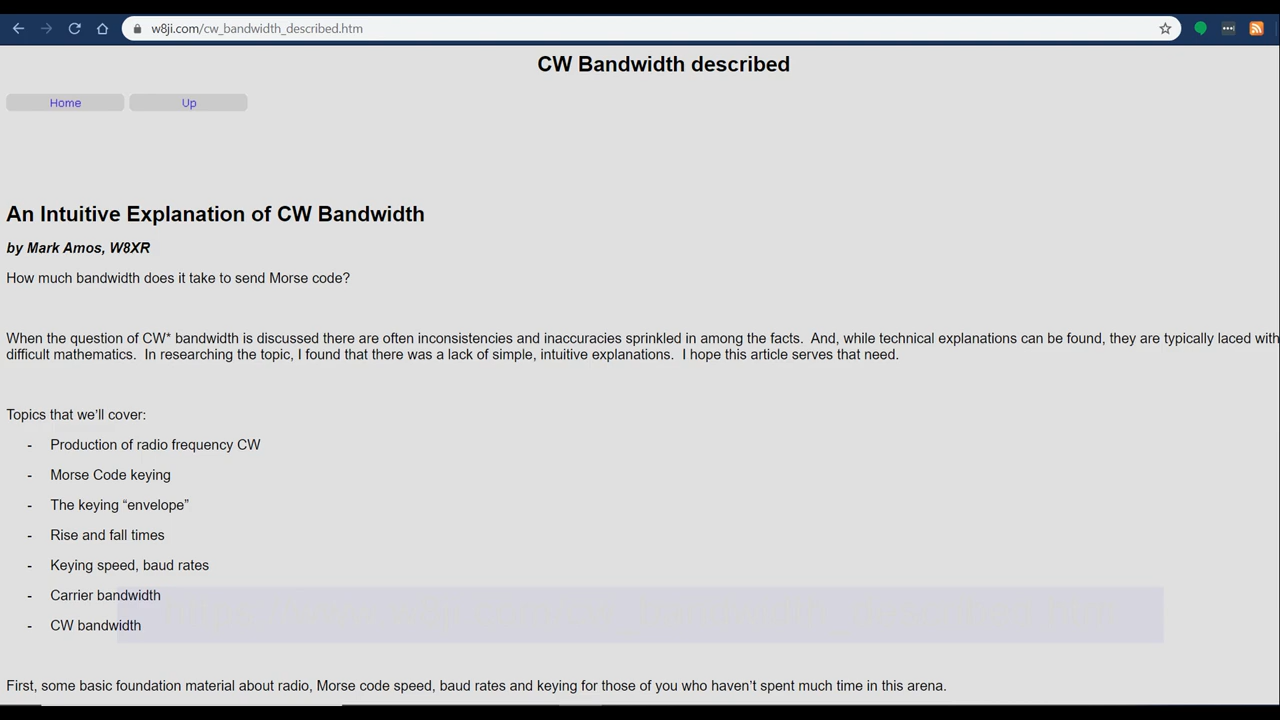 w8ji.com/cw_bandwidth_described.htm
CW Bandwidth described
Home
Up
An Intuitive Explanation of CW Bandwidth
by Mark Amos, W8XR
How much bandwidth does it take to send Morse code?
When the question of CW* bandwidth is discussed there are often inconsistencies and inaccuracies sprinkled in among the facts.  And, while technical explanations can be found, they are typically laced with
difficult mathematics.  In researching the topic, I found that there was a lack of simple, intuitive explanations.  I hope this article serves that need.
Topics that we'll cover:
- Production of radio frequency CW
- Morse Code keying
- The keying “envelope”
- Rise and fall times
- Keying speed, baud rates
- Carrier bandwidth
- CW bandwidth
First, some basic foundation material about radio, Morse code speed, baud rates and keying for those of you who haven't spent much time in this arena.